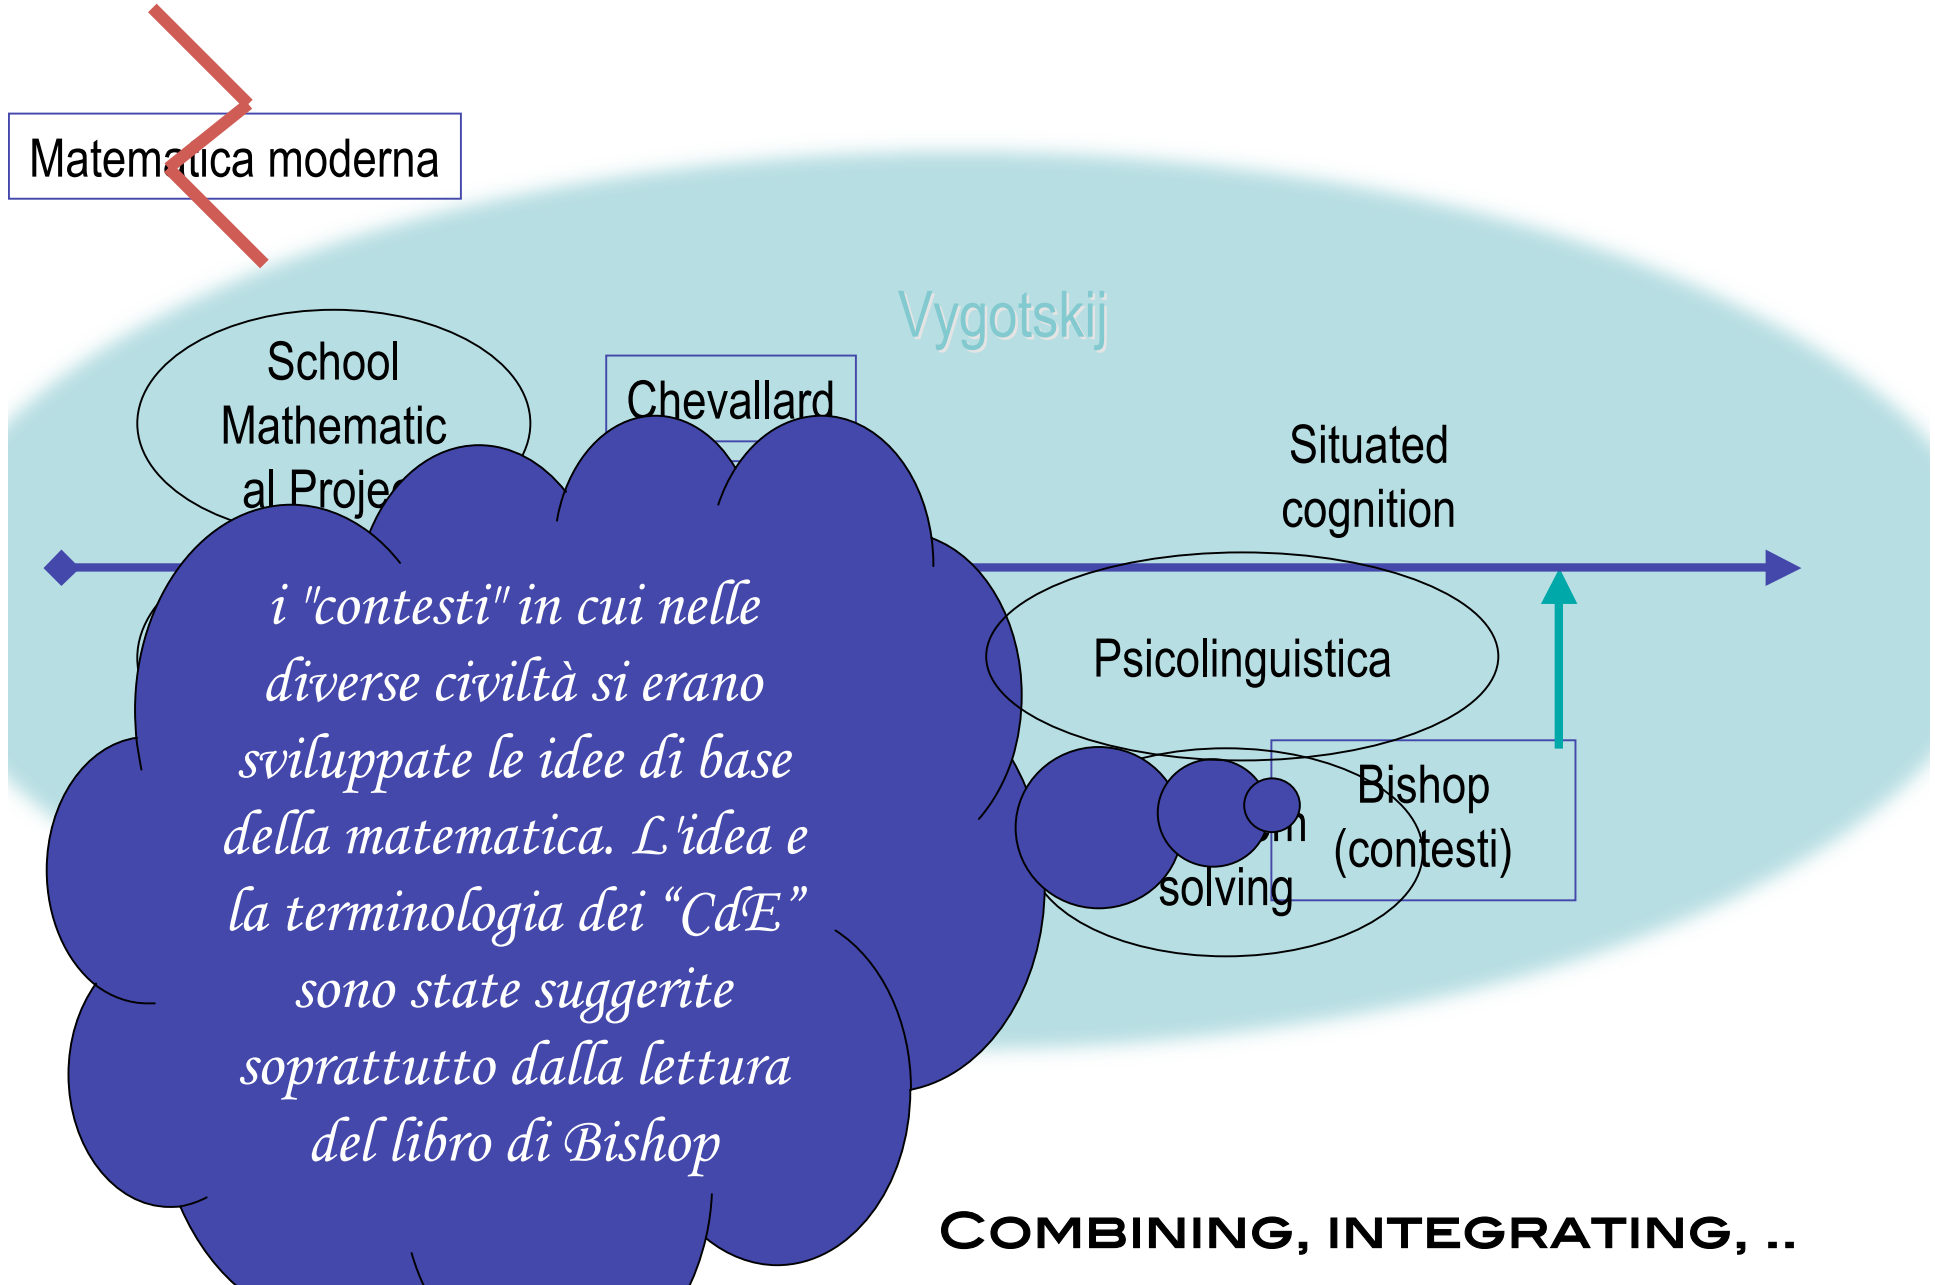 Matematica moderna
Vygotskij
School
Mathematic
al Projec
Chevallard
Situated
cognition
i "contesti" in cui nelle
diverse civiltà si erano
sviluppate le idee di base
della matematica. L'idea e
la terminologia dei “CdE”
sono state suggerite
soprattutto dalla lettura
del libro di Bishop
Psicolinguistica
solving
Bishop
(contesti)
Combining, integrating, ..